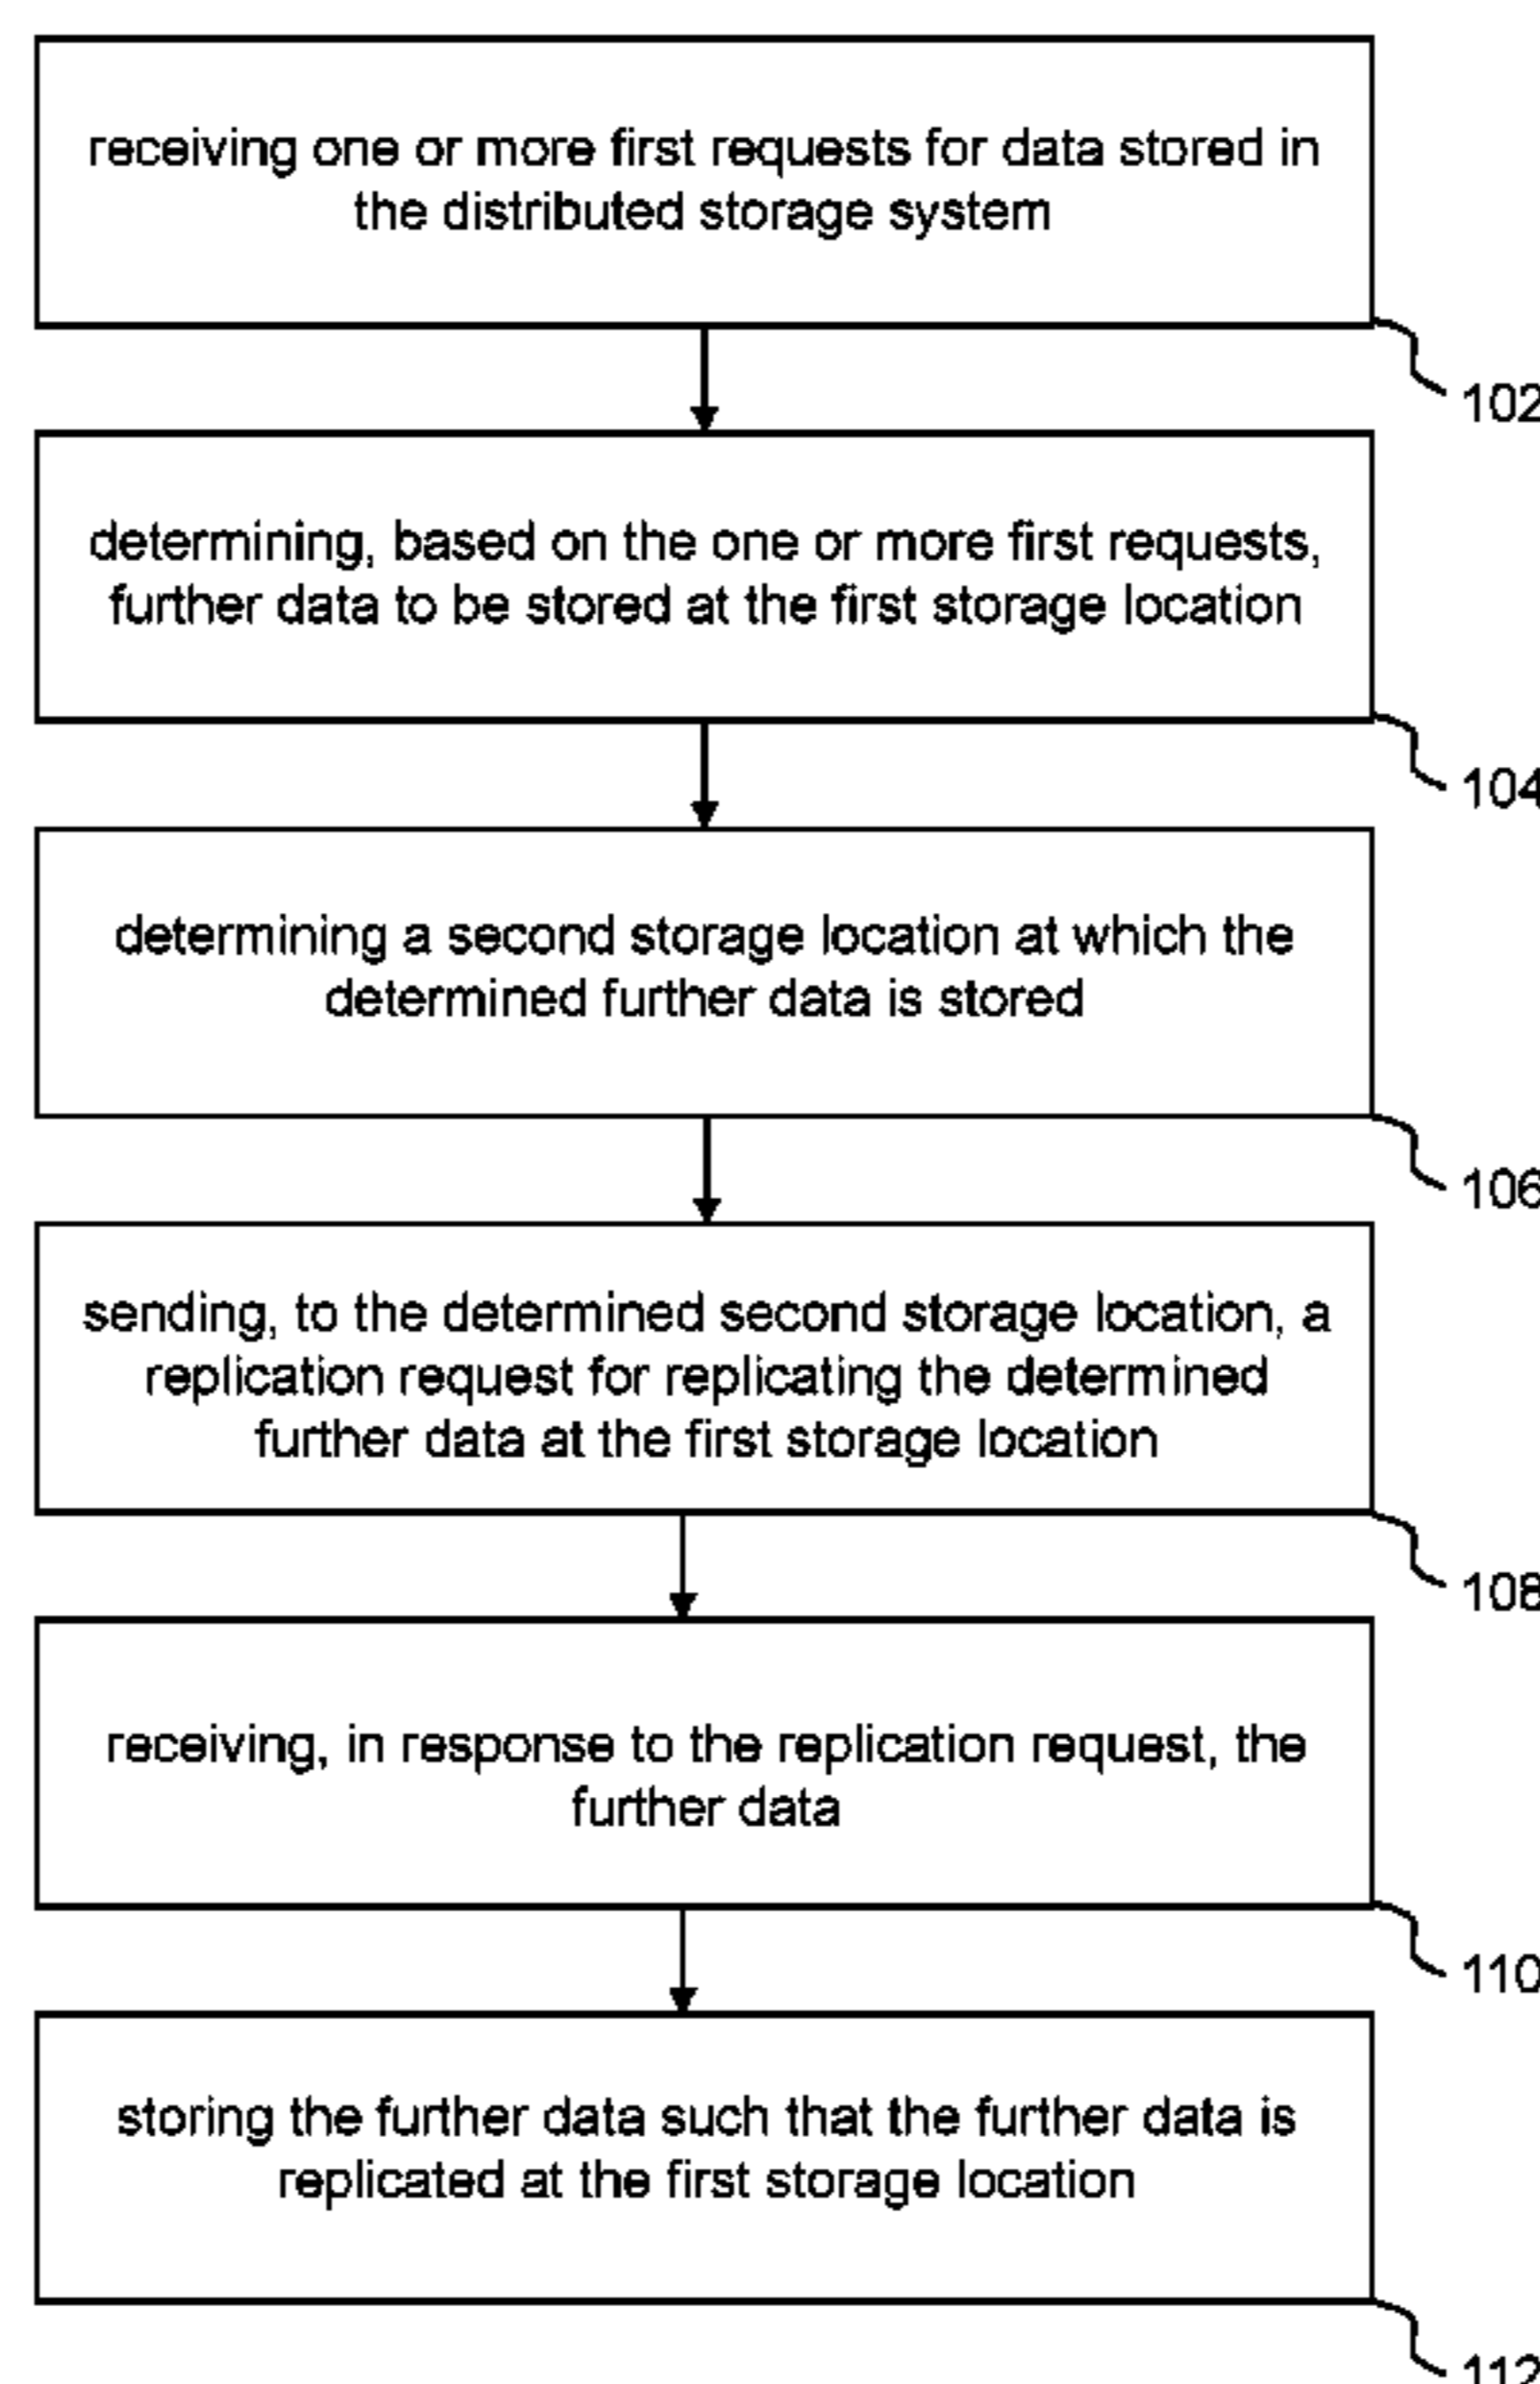 receiving one or more first requests for data stored in
the distributed storage system
102
determining, based on the one or more first requests,
further data to be stored at the first storage location
104
determining a second storage location at which the
determined further data is stored
106
sending, to the determined second storage location, a
replication request for replicating the determined
further data at the first storage location
108
receiving, in response to the replication request, the
further data
110
storing the further data such that the further data is
replicated at the first storage location
112